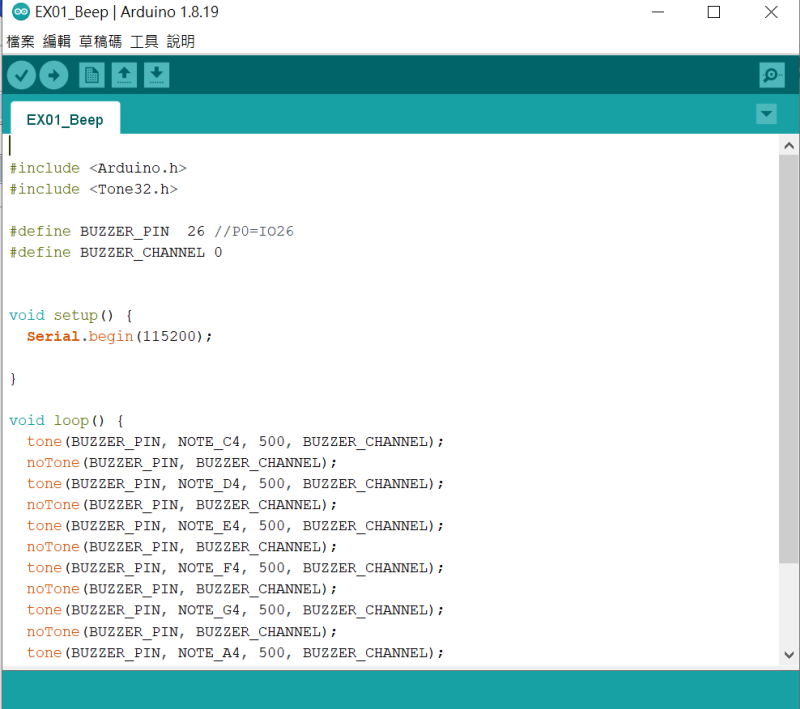 EX01_Beep | Arduino 1.8.19
檔案 編輯 草稿碼 工具 說明
EX01_Beep
#include <Arduino.h>
#include <Tone32.h>
#define BUZZER_PIN  26 //P0=IO26
#define BUZZER_CHANNEL 0
void setup() {
  Serial.begin(115200);
}
void loop() {
  tone(BUZZER_PIN, NOTE_C4, 500, BUZZER_CHANNEL);
  noTone(BUZZER_PIN, BUZZER_CHANNEL);
  tone(BUZZER_PIN, NOTE_D4, 500, BUZZER_CHANNEL);
  noTone(BUZZER_PIN, BUZZER_CHANNEL);
  tone(BUZZER_PIN, NOTE_E4, 500, BUZZER_CHANNEL);
  noTone(BUZZER_PIN, BUZZER_CHANNEL);
  tone(BUZZER_PIN, NOTE_F4, 500, BUZZER_CHANNEL);
  noTone(BUZZER_PIN, BUZZER_CHANNEL);
  tone(BUZZER_PIN, NOTE_G4, 500, BUZZER_CHANNEL);
  noTone(BUZZER_PIN, BUZZER_CHANNEL);
  tone(BUZZER_PIN, NOTE_A4, 500, BUZZER_CHANNEL);